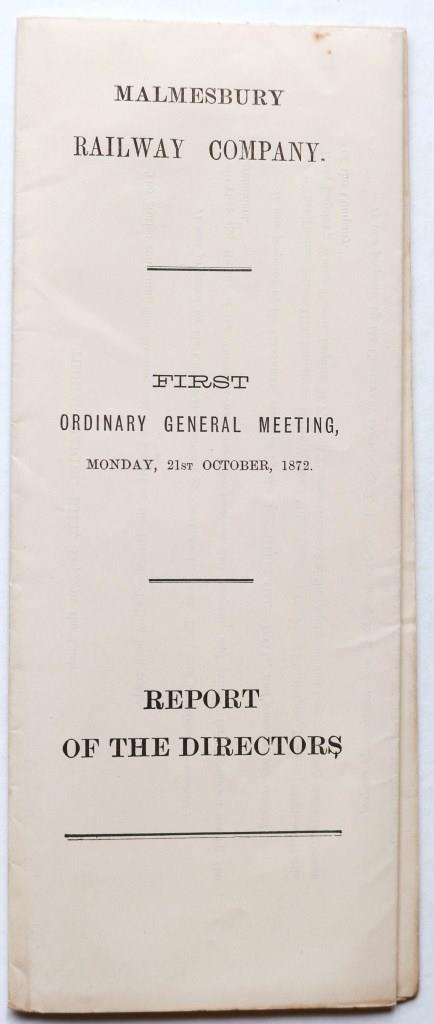 MALMESBURY
RAILWAY COMPANY.
FIRST
ORDINARY GENERAL MEETING,
MONDAY, 21ST OCTOBER, 1872.
REPORT
OF THE DIRECTORS